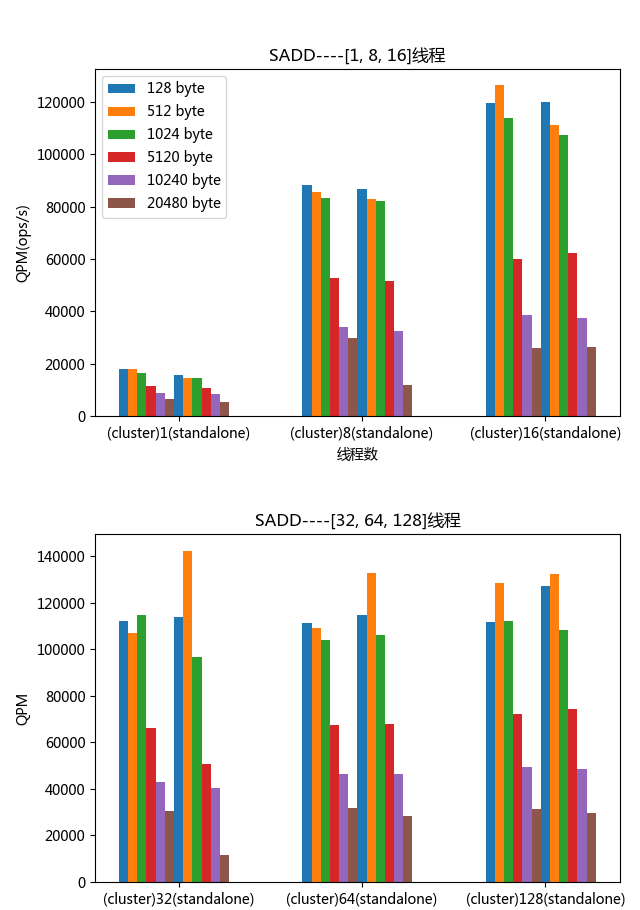 SADD----[1, 8, 16]线程
128 byte
512 byte
1024 byte
5120 byte
10240 byte
20480 byte
QPM(ops/s)
120000
100000
80000
60000
40000
20000
0
(cluster)1(standalone)
(cluster)8(standalone)
(cluster)16(standalone)
线程数
SADD----[32, 64, 128]线程
QPM
140000
120000
100000
80000
60000
40000
20000
0
(cluster)32(standalone)
(cluster)64(standalone)
(cluster)128(standalone)